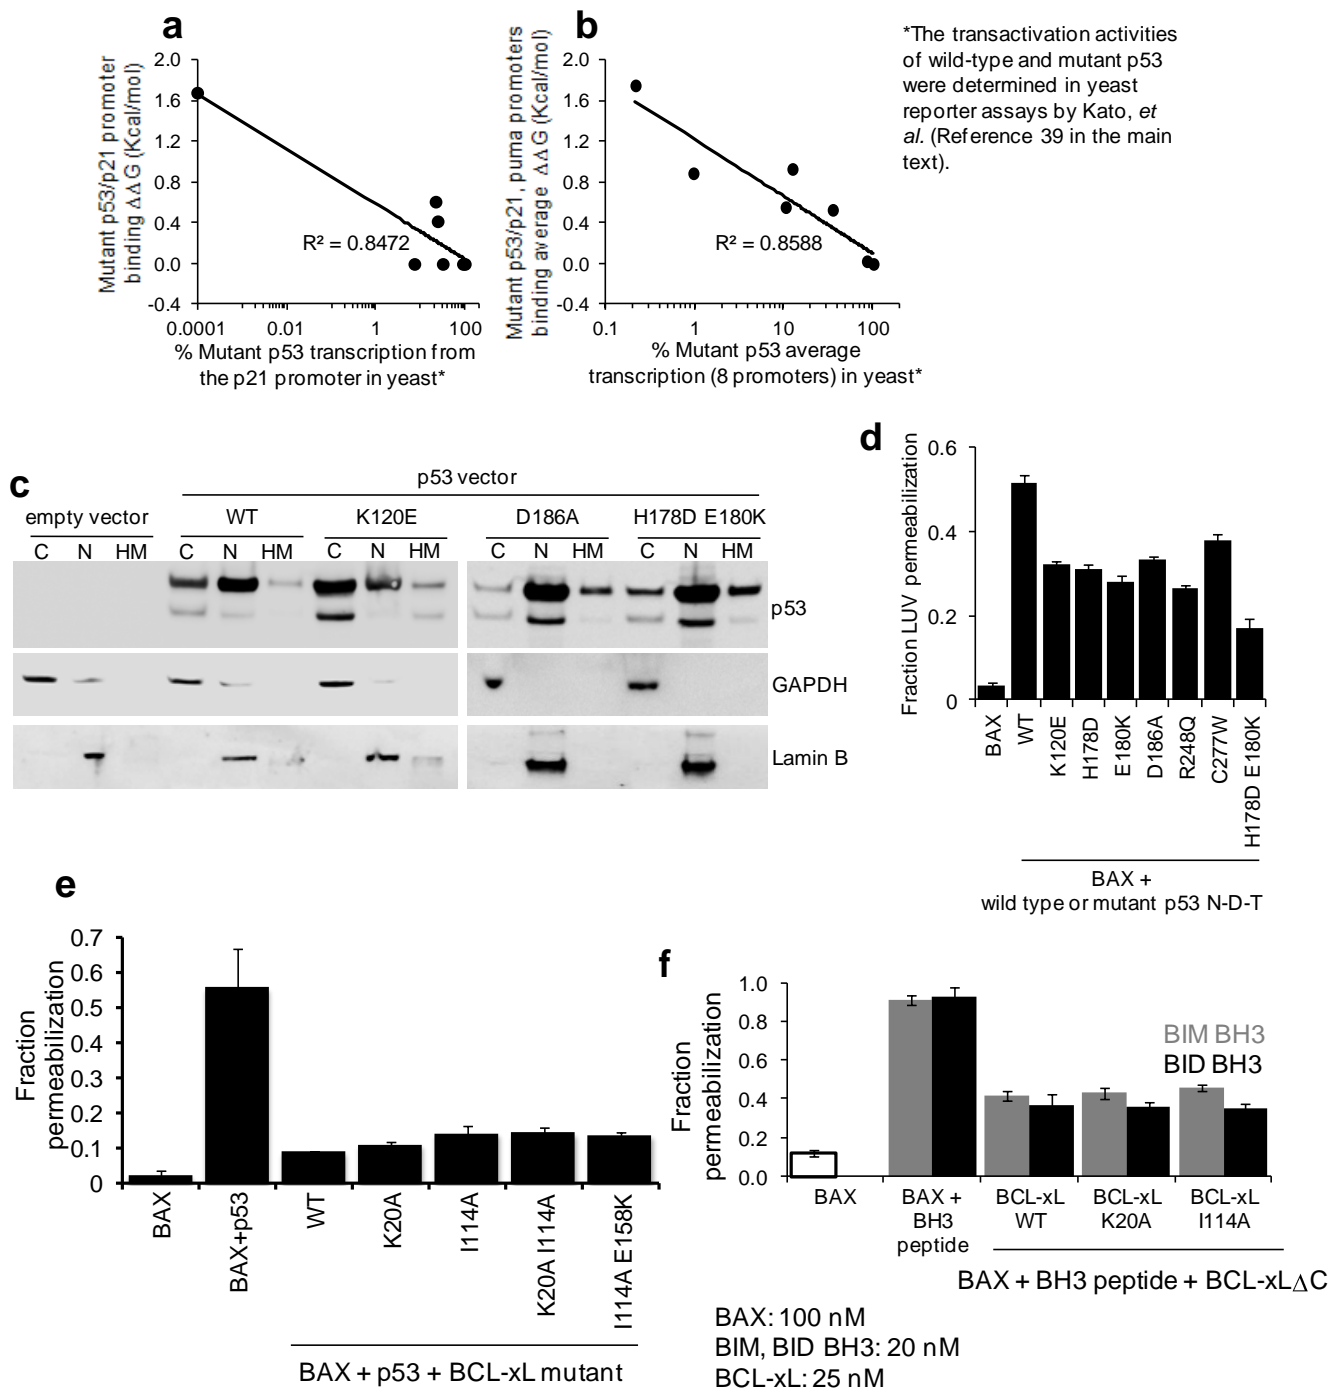 a
Mutant p53/p21 promoter
binding ΔΔG (Kcal/mol)
2.0
1.6
1.2
0.8
0.4
0.0
-0.4
R² = 0.8472
0.0001 0.01 1 100
% Mutant p53 transcription from
the p21 promoter in yeast*
b
Mutant p53/p21, puma promoters
binding average ΔΔG (Kcal/mol)
2.0
1.6
1.2
0.8
0.4
0.0
-0.4
R² = 0.8588
0.1 1 10 100
% Mutant p53 average
transcription (8 promoters) in yeast*
*The transactivation activities
of wild-type and mutant p53
were determined in yeast
reporter assays by Kato, et
al. (Reference 39 in the main
text).
c
p53 vector
empty vector WT K120E D186A H178D E180K
C N HM C N HM C N HM C N HM C N HM
p53
GAPDH
Lamin B
d
Fraction LUV permeabilization
0.6
0.4
0.2
0
BAX
WT
K120E
H178D
E180K
D186A
R248Q
C277W
H178D E180K
BAX +
wild type or mutant p53 N-D-T
e
Fraction
permeabilization
0.7
0.6
0.5
0.4
0.3
0.2
0.1
0
BAX
BAX+p53
WT
K20A
I114A
K20A I114A
I114A E158K
BAX + p53 + BCL-xL mutant
f
Fraction
permeabilization
1.0
0.8
0.6
0.4
0.2
0.0
BIM BH3
BID BH3
BAX BAX + BCL-xL BCL-xL BCL-xL
BH3 WT K20A I114A
peptide
BAX + BH3 peptide + BCL-xLΔC
BAX: 100 nM
BIM, BID BH3: 20 nM
BCL-xL: 25 nM